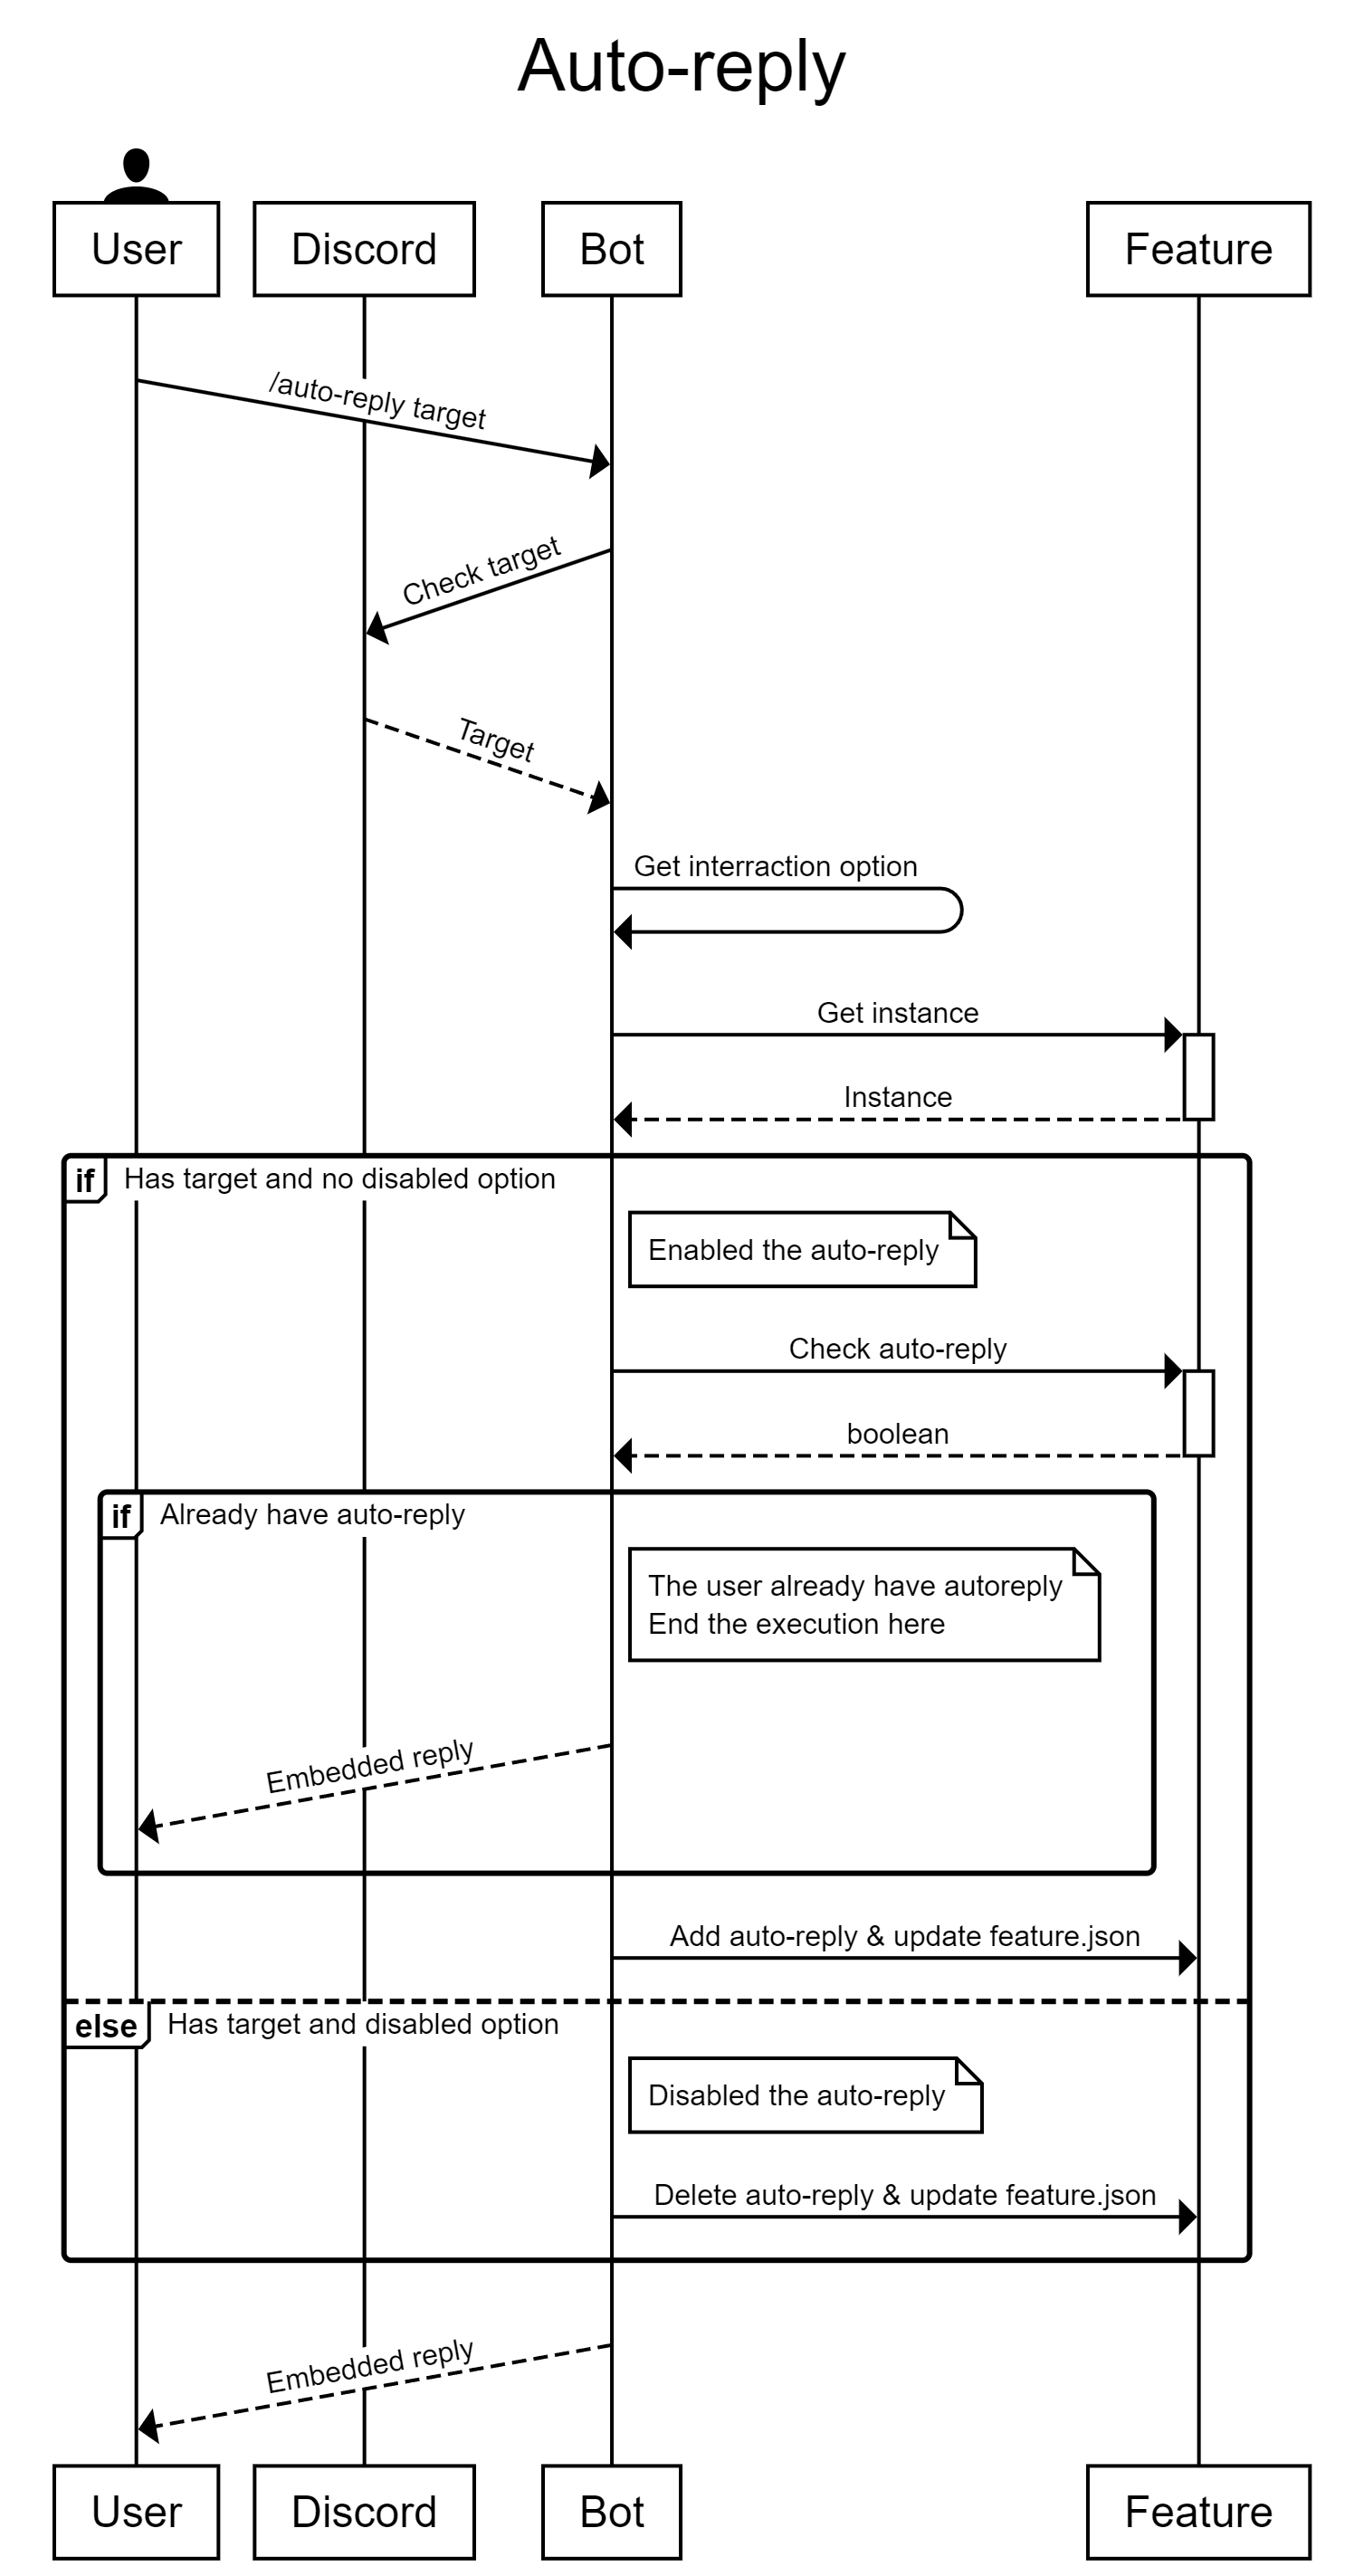 Auto-reply
User
Discord
Bot
Feature
/auto-reply target
Check target
Target
Get interraction option
Get instance
Instance
if
Has target and no disabled option
Enabled the auto-reply
Check auto-reply
boolean
if
Already have auto-reply
The user already have autoreply
End the execution here
Embedded reply
Add auto-reply & update feature.json
else
Has target and disabled option
Disabled the auto-reply
Delete auto-reply & update feature.json
Embedded reply
User
Discord
Bot
Feature